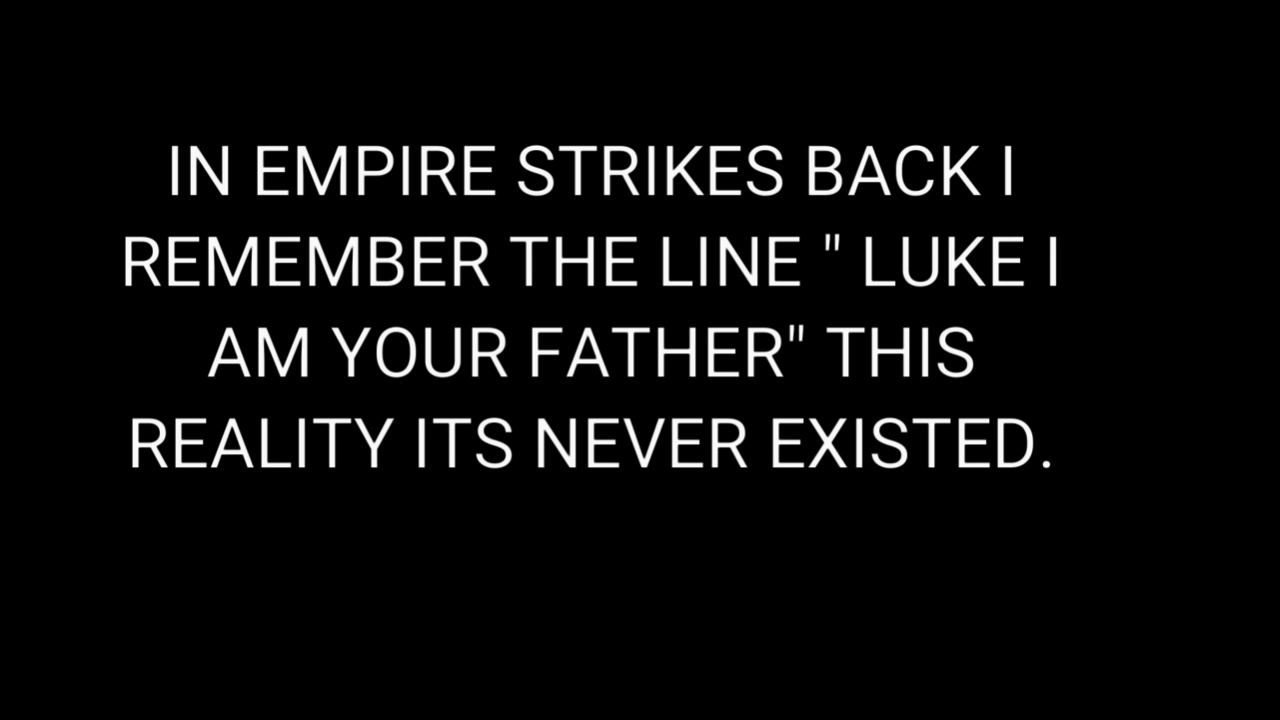 IN EMPIRE STRIKES BACK I
REMEMBER THE LINE " LUKE I
AM YOUR FATHER" THIS
REALITY ITS NEVER EXISTED.